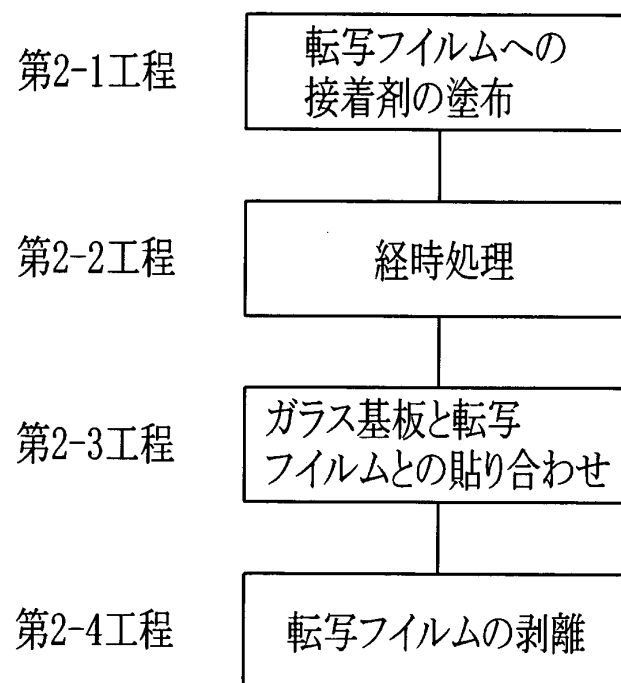 第2-1工程
転写フイルムへの
接着剤の塗布
第2-2工程
経時処理
第2-3工程
ガラス基板と転写
フイルムとの貼り合わせ
第2-4工程
転写フイルムの剥離